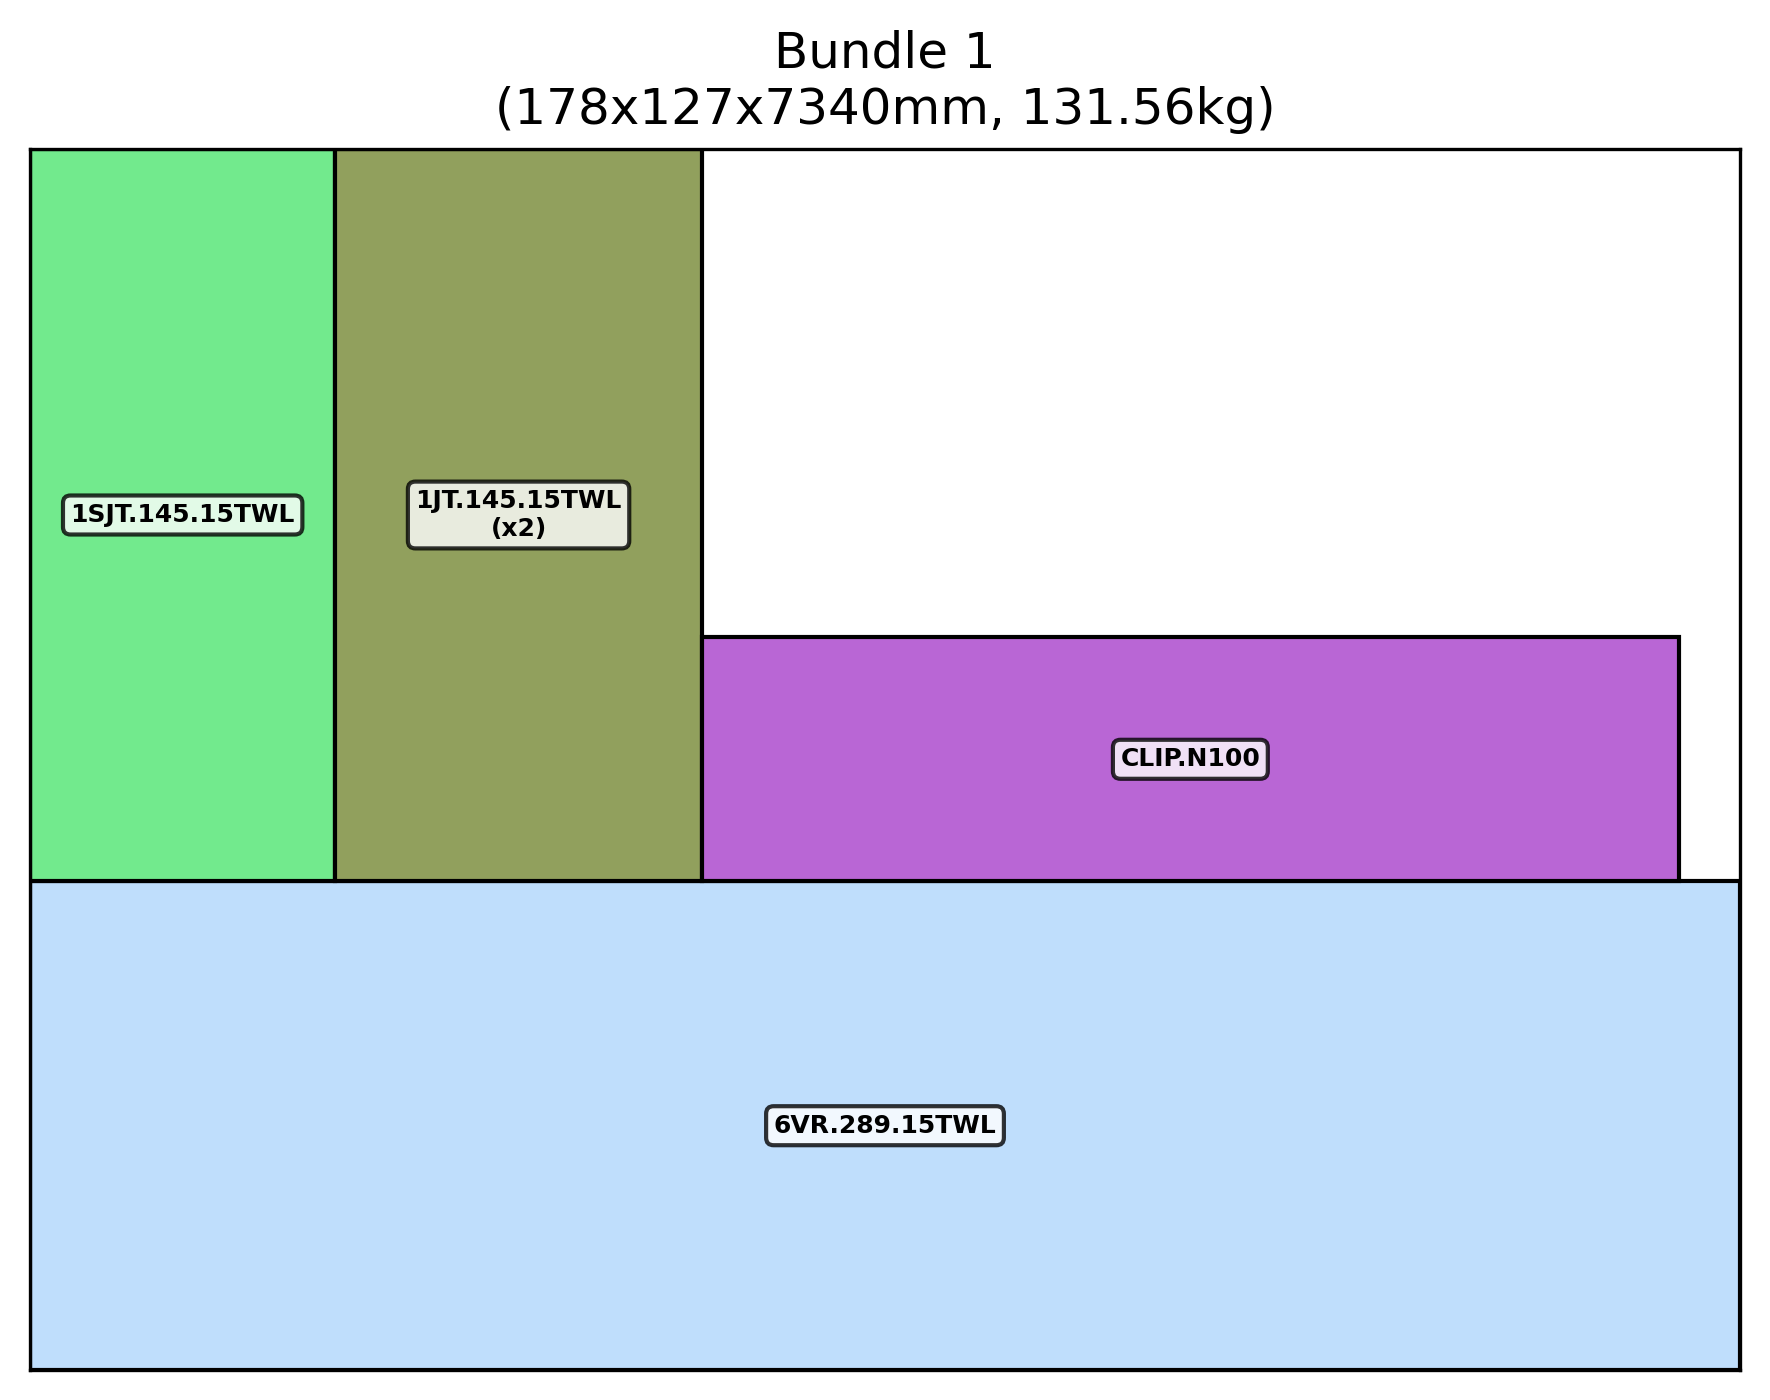 Bundle 1
(178x127x7340mm, 131.56kg)
1SJT.145.15TWL
1JT.145.15TWL
(x2)
CLIP.N100
6VR.289.15TWL